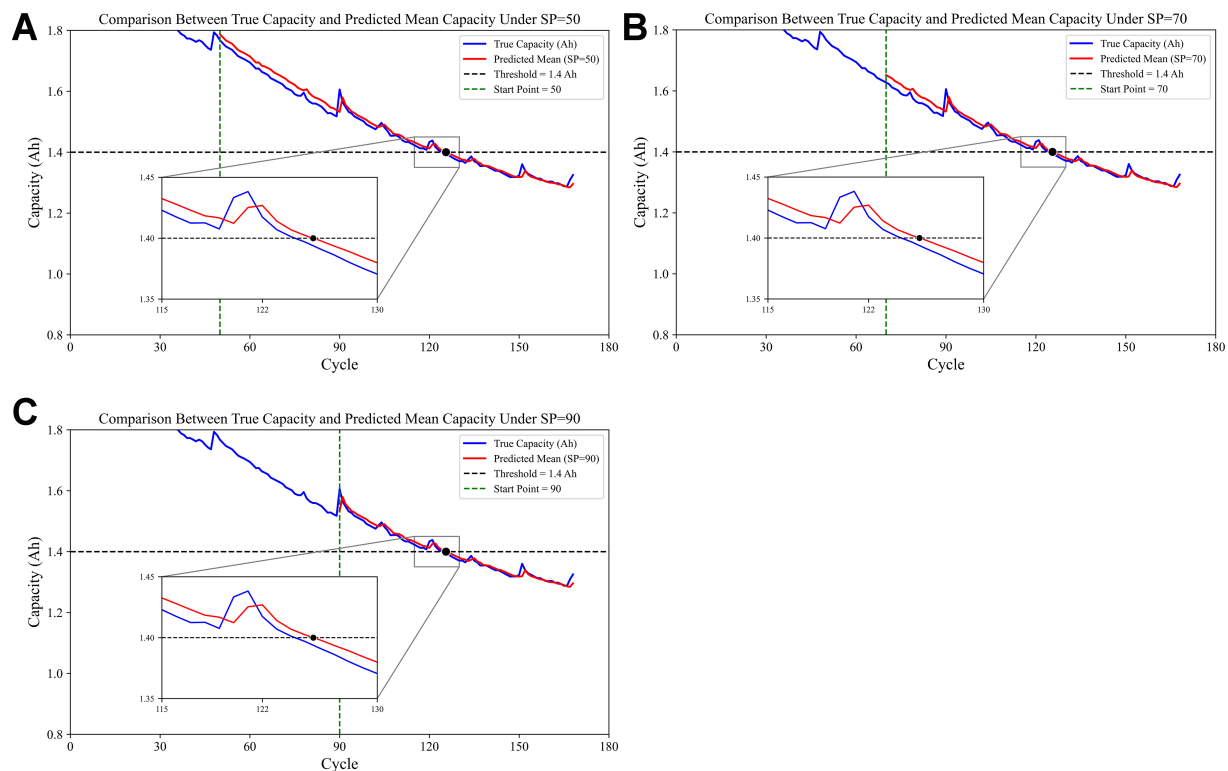 A
Comparison Between True Capacity and Predicted Mean Capacity Under SP=50
Capacity (Ah)
1.8
1.6
1.4
1.2
1.0
0.8
True Capacity (Ah)
Predicted Mean (SP=50)
Threshold = 1.4 Ah
Start Point = 50
1.45
1.40
1.35
115
122
130
0
30
60
90
120
150
180
Cycle
B
Comparison Between True Capacity and Predicted Mean Capacity Under SP=70
Capacity (Ah)
1.8
1.6
1.4
1.2
1.0
0.8
True Capacity (Ah)
Predicted Mean (SP=70)
Threshold = 1.4 Ah
Start Point = 70
1.45
1.40
1.35
115
122
130
0
30
60
90
120
150
180
Cycle
C
Comparison Between True Capacity and Predicted Mean Capacity Under SP=90
Capacity (Ah)
1.8
1.6
1.4
1.2
1.0
0.8
True Capacity (Ah)
Predicted Mean (SP=90)
Threshold = 1.4 Ah
Start Point = 90
1.45
1.40
1.35
115
122
130
0
30
60
90
120
150
180
Cycle